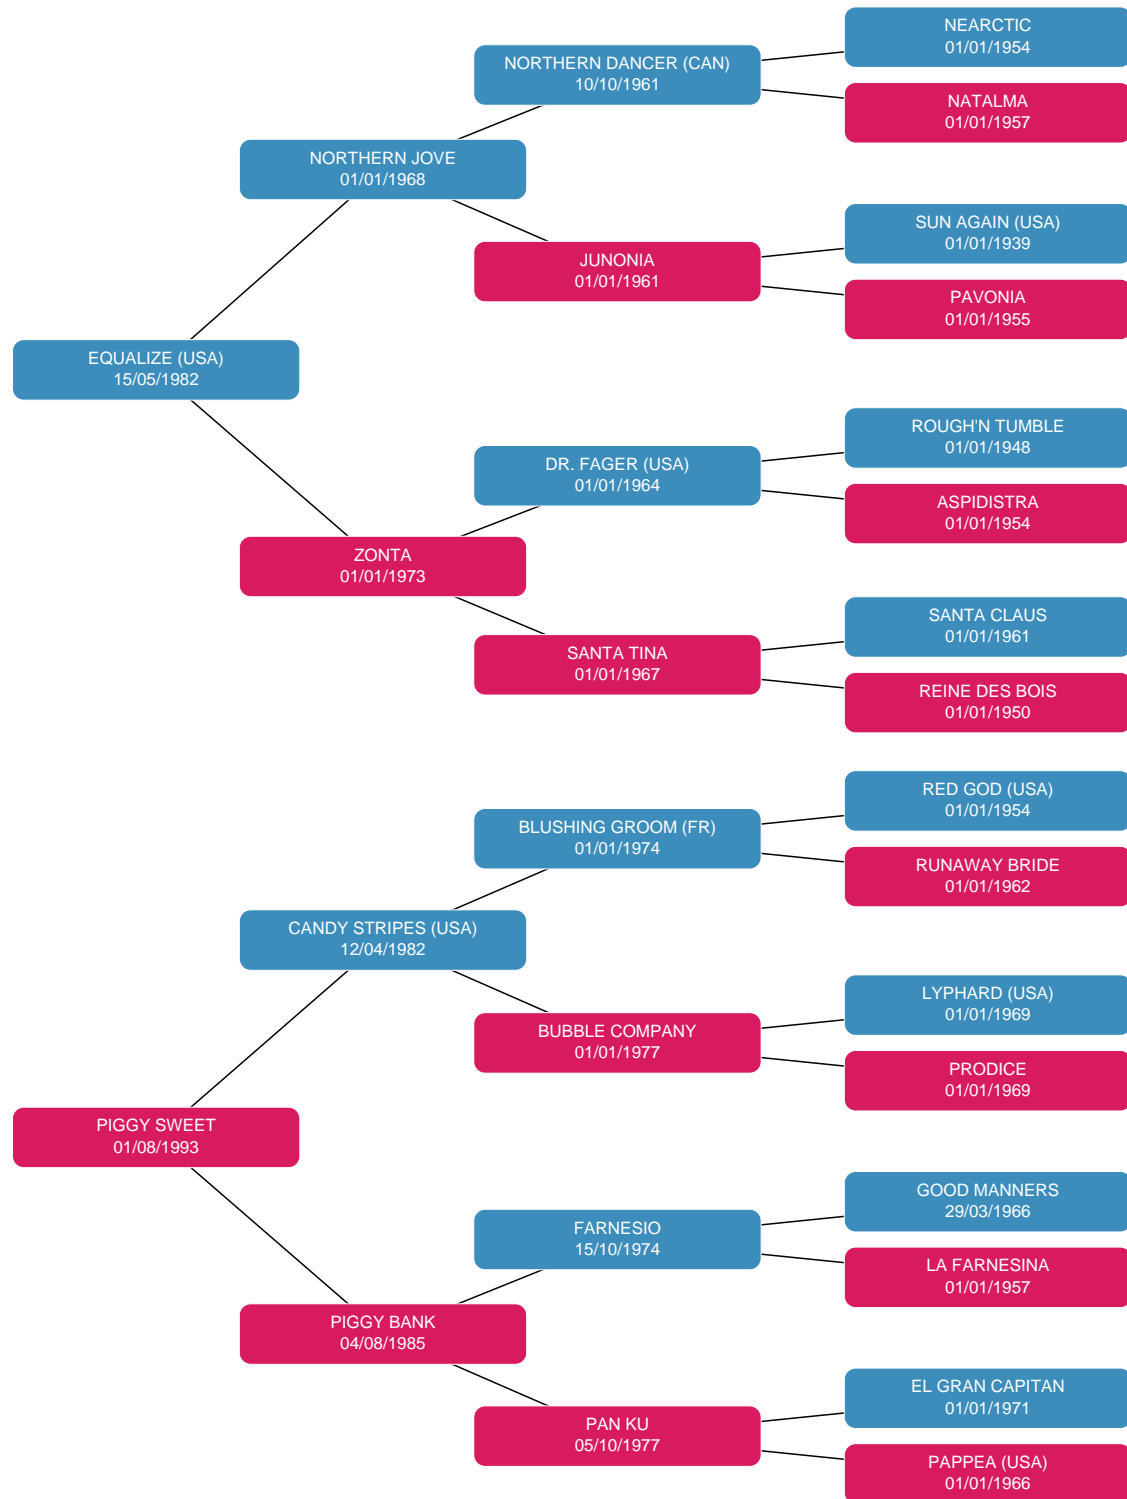 NEARCTIC
01/01/1954
NORTHERN DANCER (CAN)
10/10/1961
NATALMA
01/01/1957
NORTHERN JOVE
01/01/1968
SUN AGAIN (USA)
01/01/1939
JUNONIA
01/01/1961
PAVONIA
01/01/1955
EQUALIZE (USA)
15/05/1982
ROUGH'N TUMBLE
01/01/1948
DR. FAGER (USA)
01/01/1964
ASPIDISTRA
01/01/1954
ZONTA
01/01/1973
SANTA CLAUS
01/01/1961
SANTA TINA
01/01/1967
REINE DES BOIS
01/01/1950
RED GOD (USA)
01/01/1954
BLUSHING GROOM (FR)
01/01/1974
RUNAWAY BRIDE
01/01/1962
CANDY STRIPES (USA)
12/04/1982
LYPHARD (USA)
01/01/1969
BUBBLE COMPANY
01/01/1977
PRODICE
01/01/1969
PIGGY SWEET
01/08/1993
GOOD MANNERS
29/03/1966
FARNESIO
15/10/1974
LA FARNESINA
01/01/1957
PIGGY BANK
04/08/1985
EL GRAN CAPITAN
01/01/1971
PAN KU
05/10/1977
PAPPEA (USA)
01/01/1966